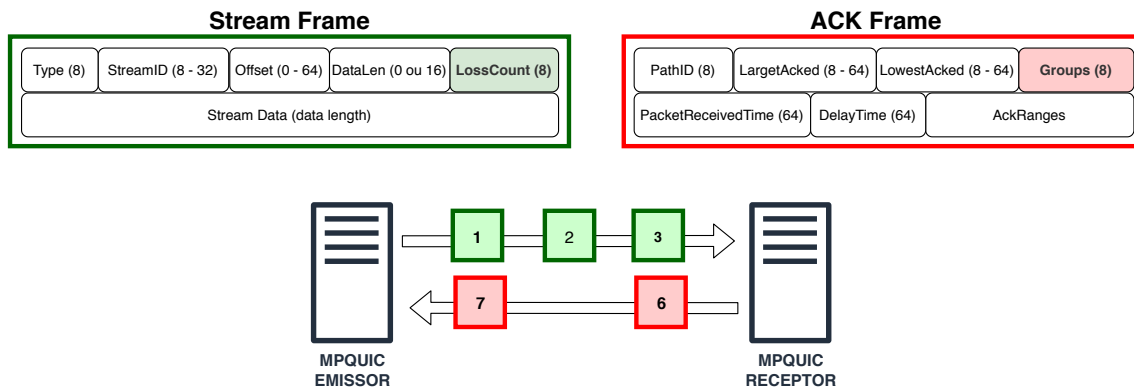 Stream Frame
ACK Frame
Type (8) StreamID (8 - 32) Offset (0 - 64) DataLen (0 ou 16) LossCount (8)
Stream Data (data length)
PathID (8) LargetAcked (8 - 64) LowestAcked (8 - 64) Groups (8)
PacketReceivedTime (64) DelayTime (64) AckRanges
1 2 3
7 6
MPQUIC
EMISSOR
MPQUIC
RECEPTOR